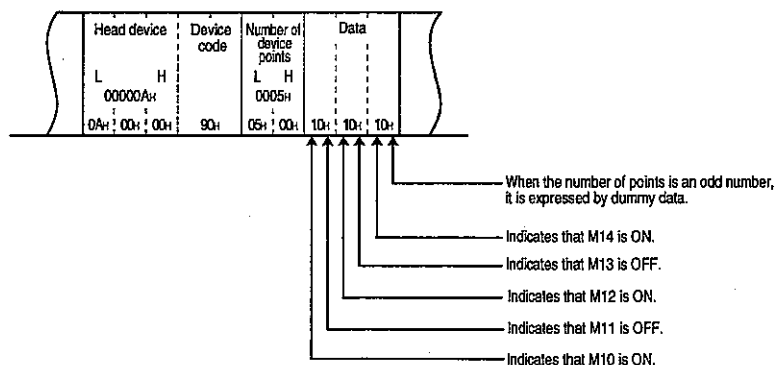 Head device
Device code
Number of device points
Data
L H
00000AH
L H
0005H
0AH 00H 00H 90H 05H 00H 10H 10H 10H
When the number of points is an odd number,
it is expressed by dummy data.
Indicates that M14 is ON.
Indicates that M13 is OFF.
Indicates that M12 is ON.
Indicates that M11 is OFF.
Indicates that M10 is ON.